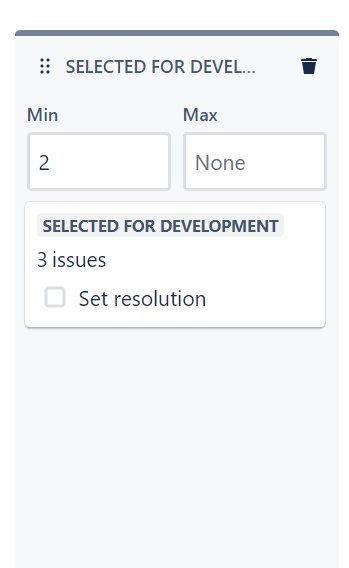 SELECTED FOR DEVEL...
Min Max
2 None
SELECTED FOR DEVELOPMENT
3 issues
Set resolution